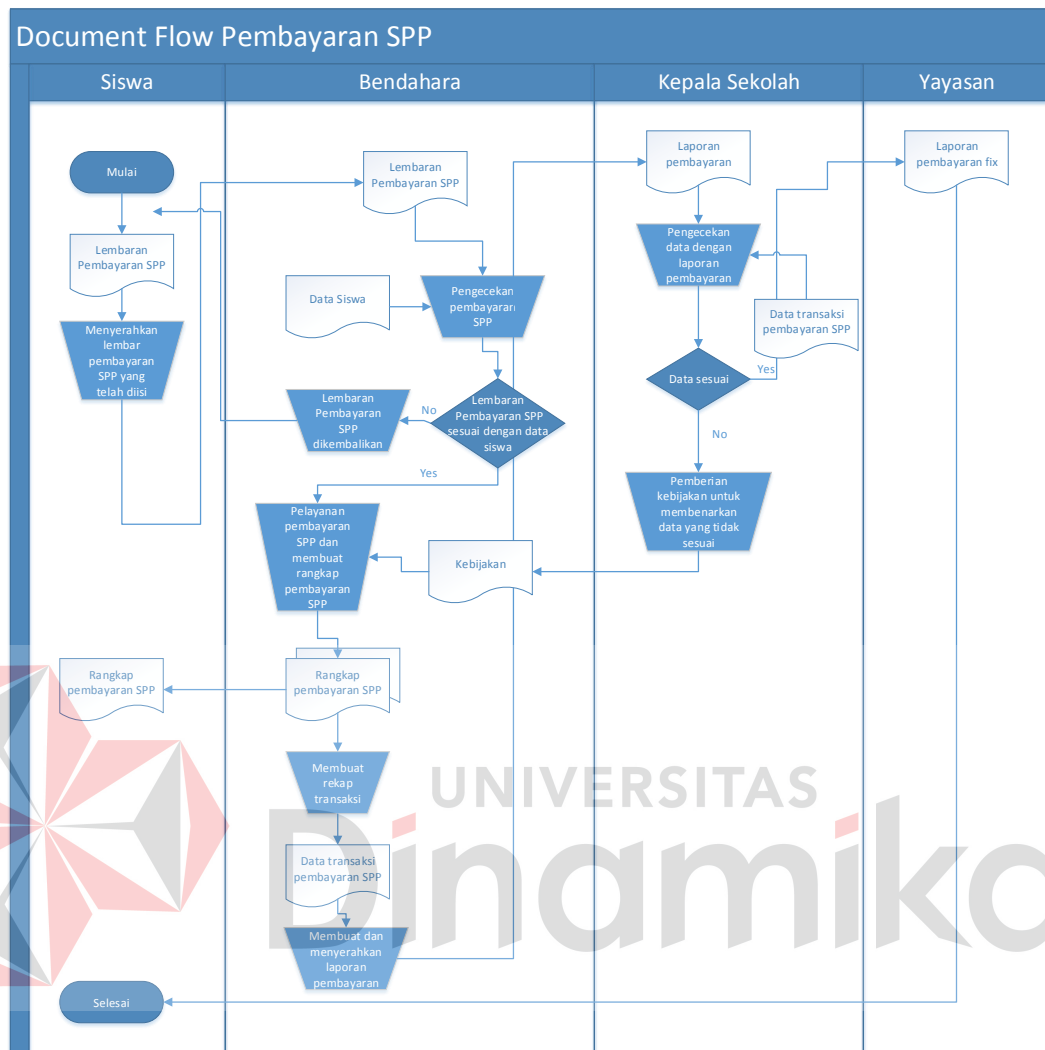 Document Flow Pembayaran SPP
Siswa
Bendahara
Kepala Sekolah
Yayasan
Mulai
Lembaran
Pembayaran SPP
Menyerahkan
lembar
pembayaran
SPP yang
telah diisi
Lembaran
Pembayaran SPP
Data Siswa
Pengecekan
pembayaran
SPP
Lembaran
Pembayaran SPP
sesuai dengan data
siswa
No
Lembaran
Pembayaran
SPP
dikembalikan
Yes
Pelayanan
pembayaran
SPP dan
membuat
rangkap
pembayaran
SPP
Kebijakan
Rangkap
pembayaran SPP
Rangkap
pembayaran SPP
Membuat
rekap
transaksi
Data transaksi
pembayaran SPP
Membuat dan
menyerahkan
laporan
pembayaran
Laporan
pembayaran
Pengecekan
data dengan
laporan
pembayaran
Data transaksi
pembayaran SPP
Data sesuai
Yes
No
Pemberian
kebijakan untuk
membenarkan
data yang tidak
sesuai
Laporan
pembayaran fix
Selesai
UNIVERSITAS
Dinamika